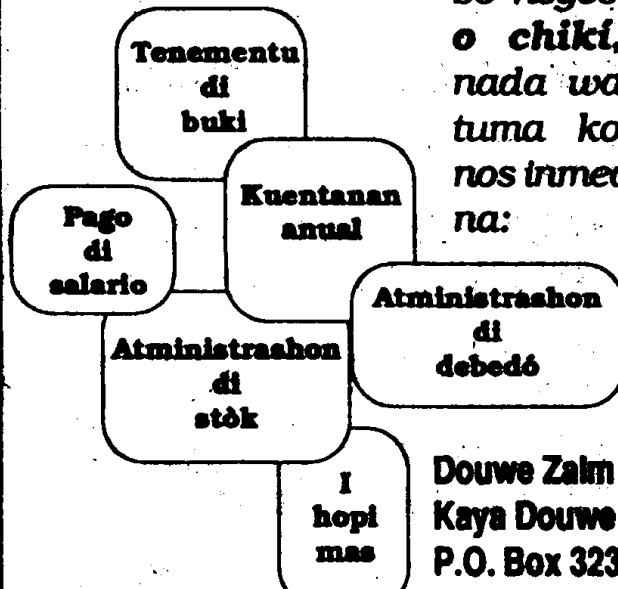 Tenementu
di
buki
Kuentanan
anual
Pago
di
salario
Atministrashon
di
debedó
Atministrashon
di
stòk
I
hopi
mas
o chikí,
nada wa
tuma ko
nos inme
na:
Douwe Zalm
Kaya Douwe
P.O. Box 323